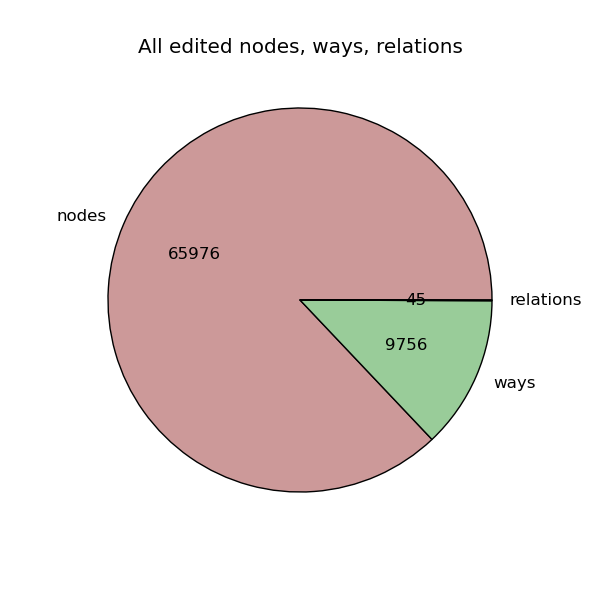 All edited nodes, ways, relations
nodes
65976
45
relations
9756
ways